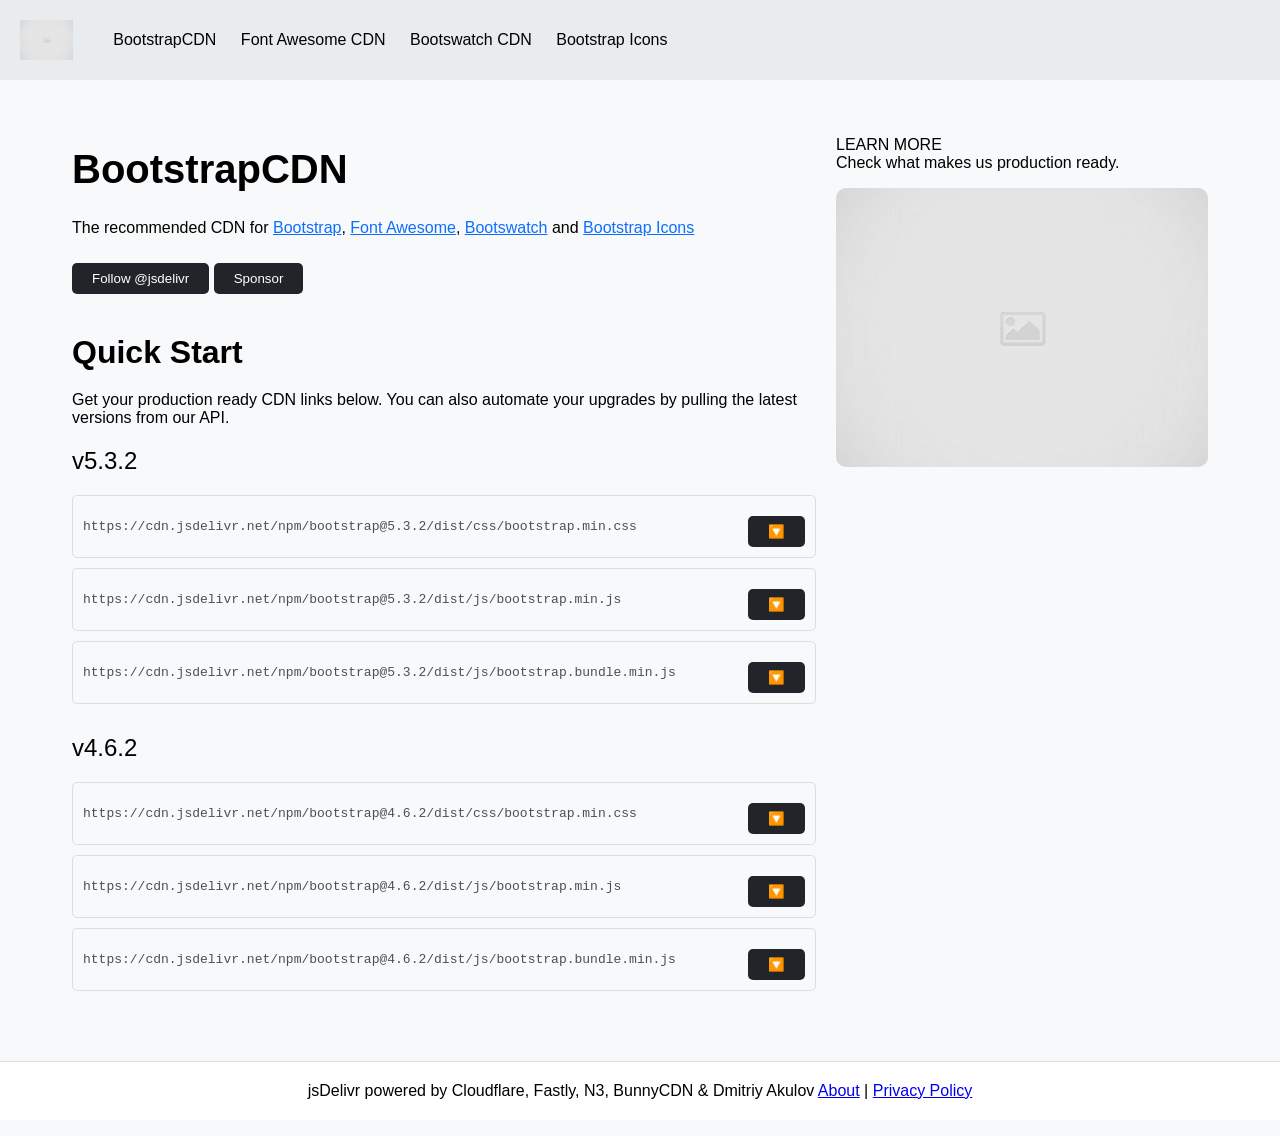 BootstrapCDN Font Awesome CDN Bootswatch CDN Bootstrap Icons
BootstrapCDN
The recommended CDN for Bootstrap, Font Awesome, Bootswatch and Bootstrap Icons
Follow @jsdelivr Sponsor
Quick Start
Get your production ready CDN links below. You can also automate your upgrades by pulling the latest
versions from our API.
v5.3.2
https://cdn.jsdelivr.net/npm/bootstrap@5.3.2/dist/css/bootstrap.min.css
https://cdn.jsdelivr.net/npm/bootstrap@5.3.2/dist/js/bootstrap.min.js
https://cdn.jsdelivr.net/npm/bootstrap@5.3.2/dist/js/bootstrap.bundle.min.js
v4.6.2
https://cdn.jsdelivr.net/npm/bootstrap@4.6.2/dist/css/bootstrap.min.css
https://cdn.jsdelivr.net/npm/bootstrap@4.6.2/dist/js/bootstrap.min.js
https://cdn.jsdelivr.net/npm/bootstrap@4.6.2/dist/js/bootstrap.bundle.min.js
LEARN MORE
Check what makes us production ready.
jsDelivr powered by Cloudflare, Fastly, N3, BunnyCDN & Dmitriy Akulov About | Privacy Policy